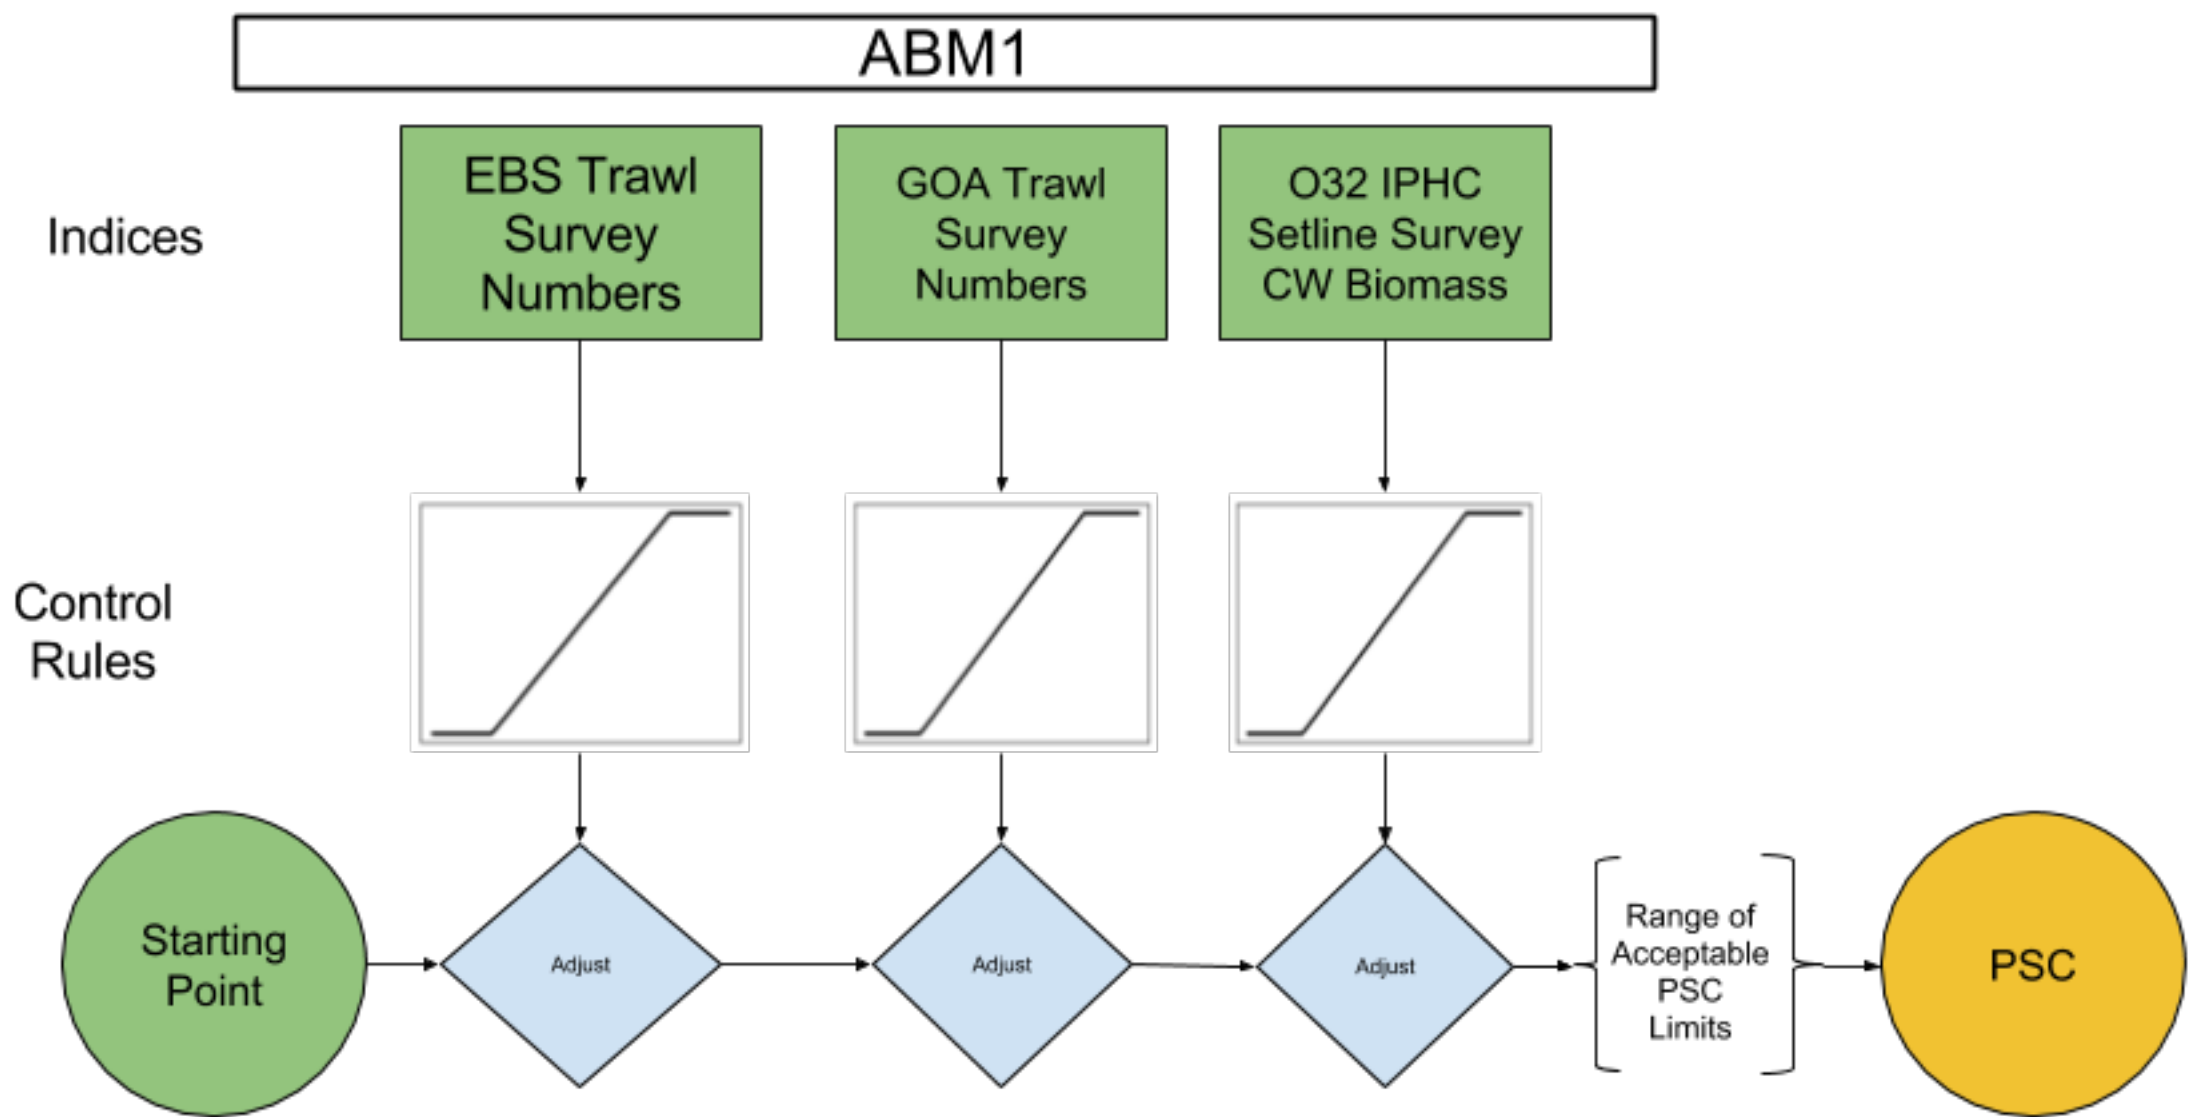 ABM1
Indices
EBS Trawl
Survey
Numbers
GOA Trawl
Survey
Numbers
O32 IPHC
Setline Survey
CW Biomass
Control
Rules
Starting
Point
Adjust
Adjust
Adjust
Range of
Acceptable
PSC
Limits
PSC